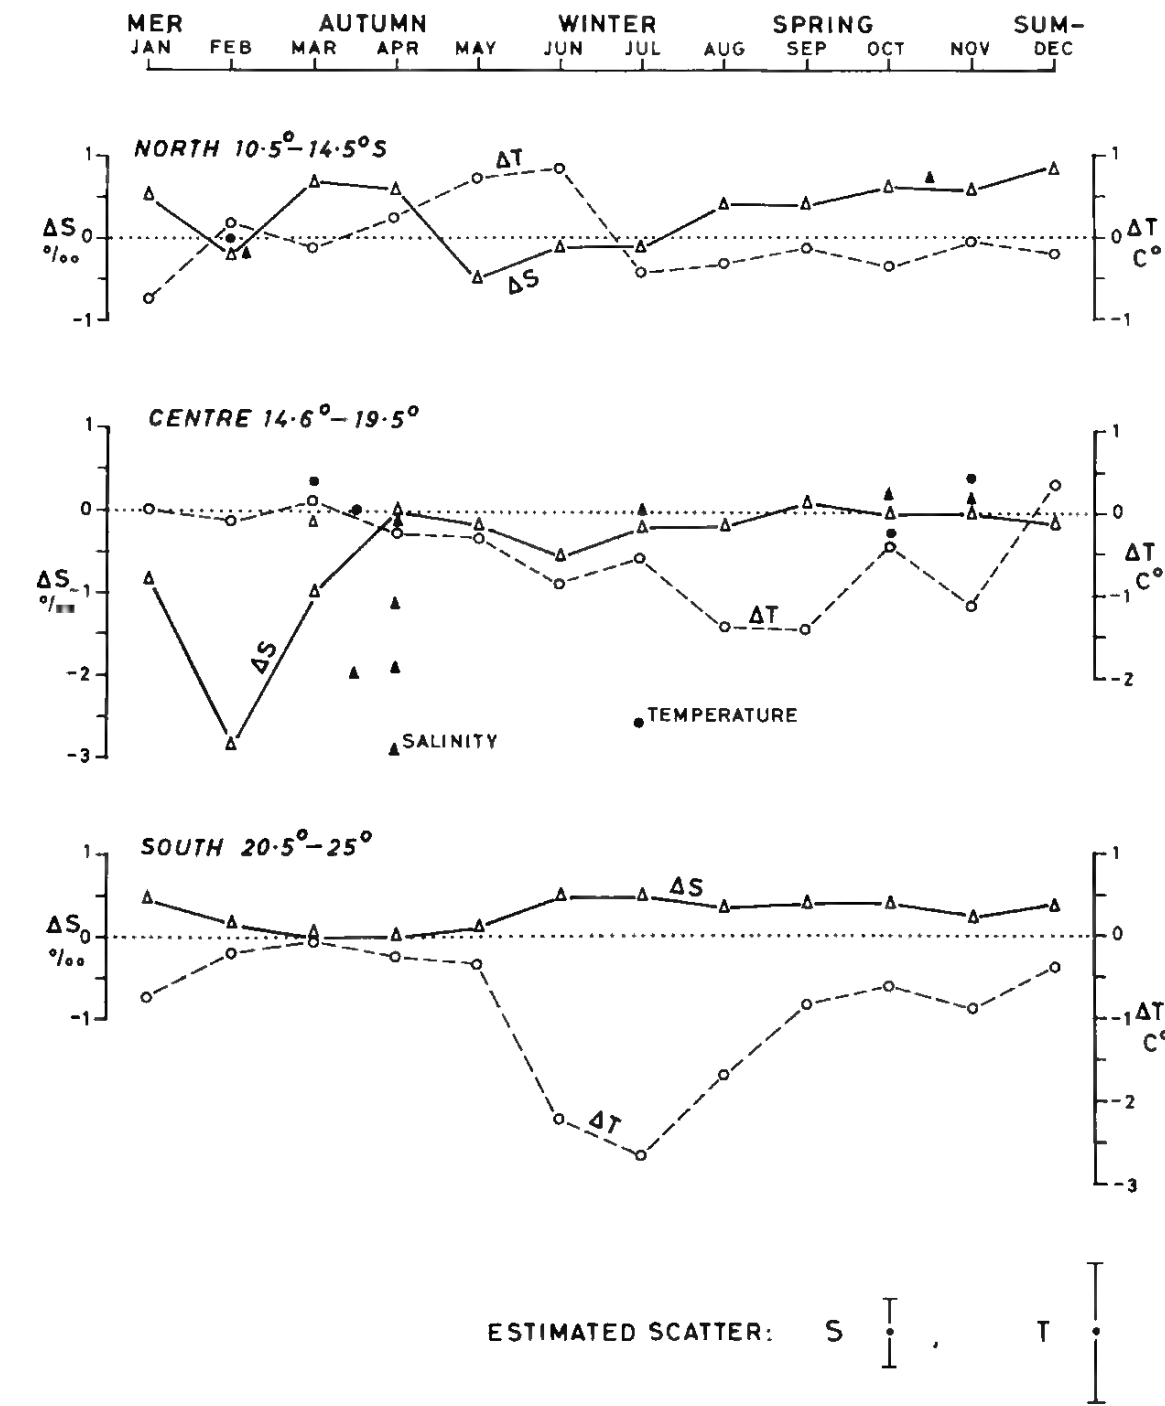 MER AUTUMN WINTER SPRING SUM-
JAN FEB MAR APR MAY JUN JUL AUG SEP OCT NOV DEC
NORTH 10·5°–14·5°S
1 ΔT 1
ΔS 0 0 ΔT
‰ C°
ΔS
-1 -1
CENTRE 14·6°–19·5°
1 1
0 0
ΔS ΔT
-1 -1 C°
ΔT
ΔS
-2 -2
TEMPERATURE
SALINITY
-3
SOUTH 20·5°–25°
1 1
ΔS
ΔS 0 0
‰
-1 -1 ΔT
C°
-2
ΔT
-3
ESTIMATED SCATTER: S , T